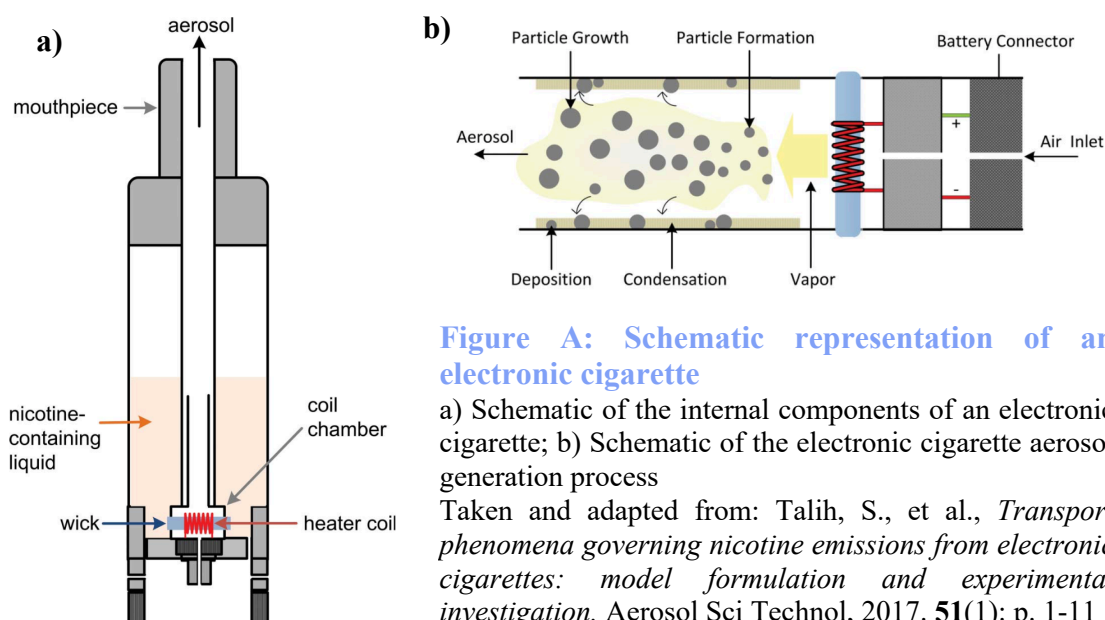 a)
aerosol
mouthpiece
nicotine-
containing
liquid
coil
chamber
wick
heater coil
b)
Particle Growth
Particle Formation
Battery Connector
Aerosol
+
-
Air Inlet
Deposition
Condensation
Vapor
Figure A: Schematic representation of an
electronic cigarette
a) Schematic of the internal components of an electronic
cigarette; b) Schematic of the electronic cigarette aeroso
generation process
Taken and adapted from: Talih, S., et al., Transpor
phenomena governing nicotine emissions from electronic
cigarettes: model formulation and experimenta
investigation. Aerosol Sci Technol, 2017. 51(1): p. 1-11